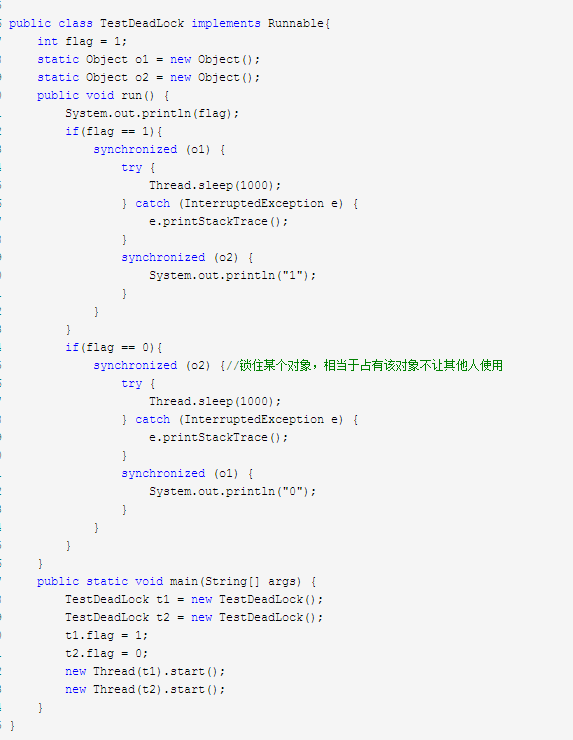 public class TestDeadLock implements Runnable{
    int flag = 1;
    static Object o1 = new Object();
    static Object o2 = new Object();
    public void run() {
        System.out.println(flag);
        if(flag == 1){
            synchronized (o1) {
                try {
                    Thread.sleep(1000);
                } catch (InterruptedException e) {
                    e.printStackTrace();
                }
                synchronized (o2) {
                    System.out.println("1");
                }
            }
        }
        if(flag == 0){
            synchronized (o2) {//锁住某个对象，相当于占有该对象不让其他人使用
                try {
                    Thread.sleep(1000);
                } catch (InterruptedException e) {
                    e.printStackTrace();
                }
                synchronized (o1) {
                    System.out.println("0");
                }
            }
        }
    }
    public static void main(String[] args) {
        TestDeadLock t1 = new TestDeadLock();
        TestDeadLock t2 = new TestDeadLock();
        t1.flag = 1;
        t2.flag = 0;
        new Thread(t1).start();
        new Thread(t2).start();
    }
}